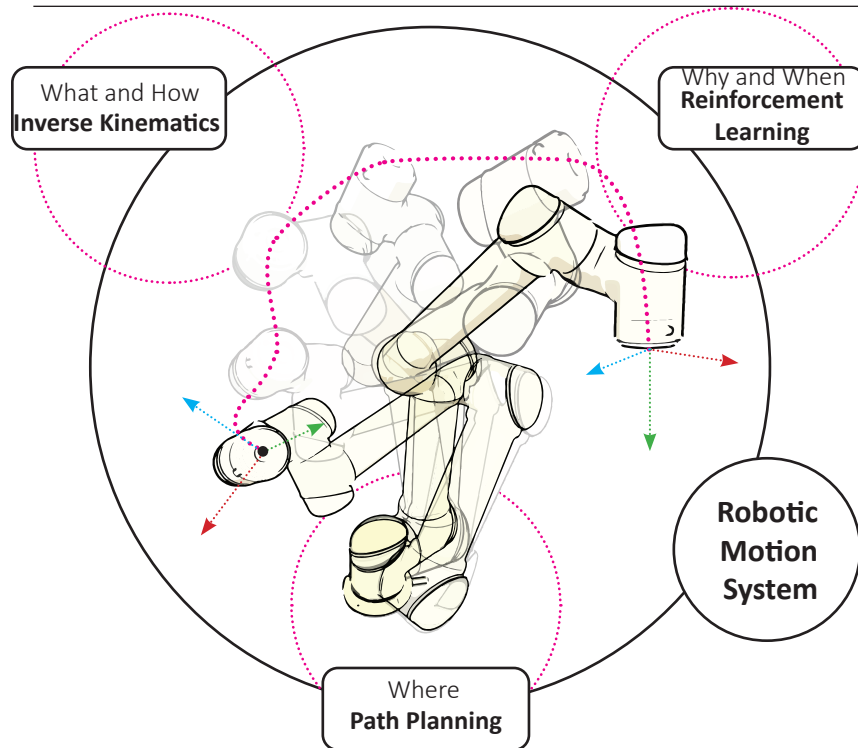 What and How
Inverse Kinematics
Why and When
Reinforcement
Learning
Robotic
Motion
System
Where
Path Planning